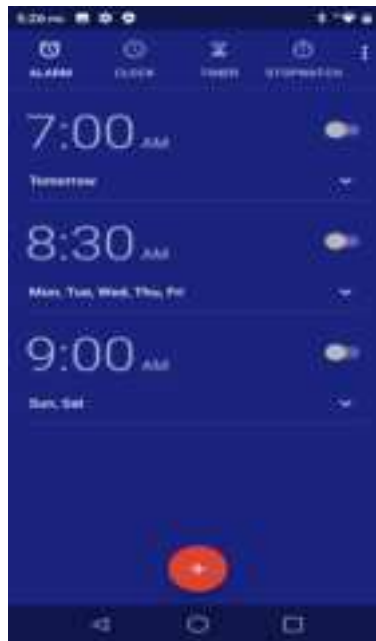 ALARM CLOCK TIMER STOPWATCH
7:00 AM
Tomorrow
8:30 AM
Mon, Tue, Wed, Thu, Fri
9:00 AM
Sun, Sat